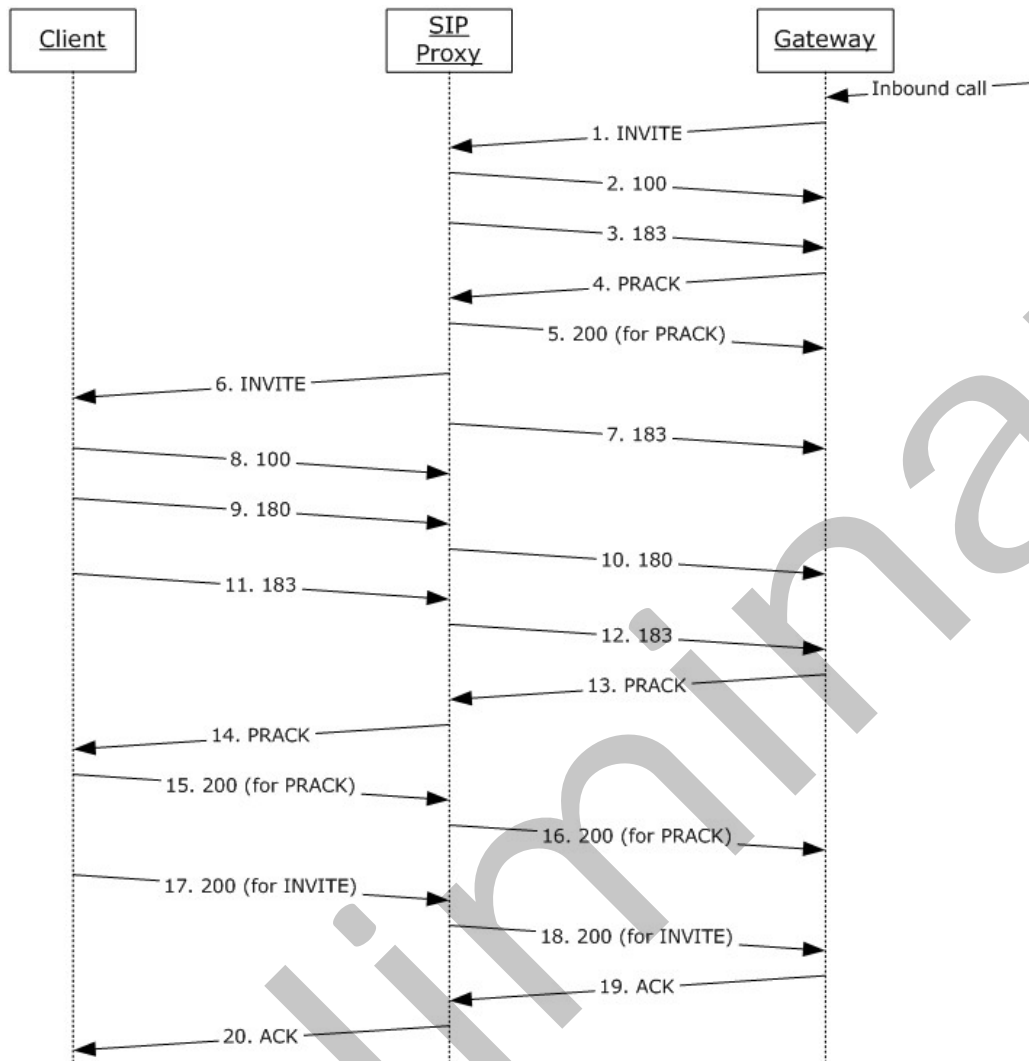 Client
SIP
Proxy
Gateway
Inbound call
1. INVITE
2. 100
3. 183
4. PRACK
5. 200 (for PRACK)
6. INVITE
7. 183
8. 100
9. 180
10. 180
11. 183
12. 183
13. PRACK
14. PRACK
15. 200 (for PRACK)
16. 200 (for PRACK)
17. 200 (for INVITE)
18. 200 (for INVITE)
19. ACK
20. ACK